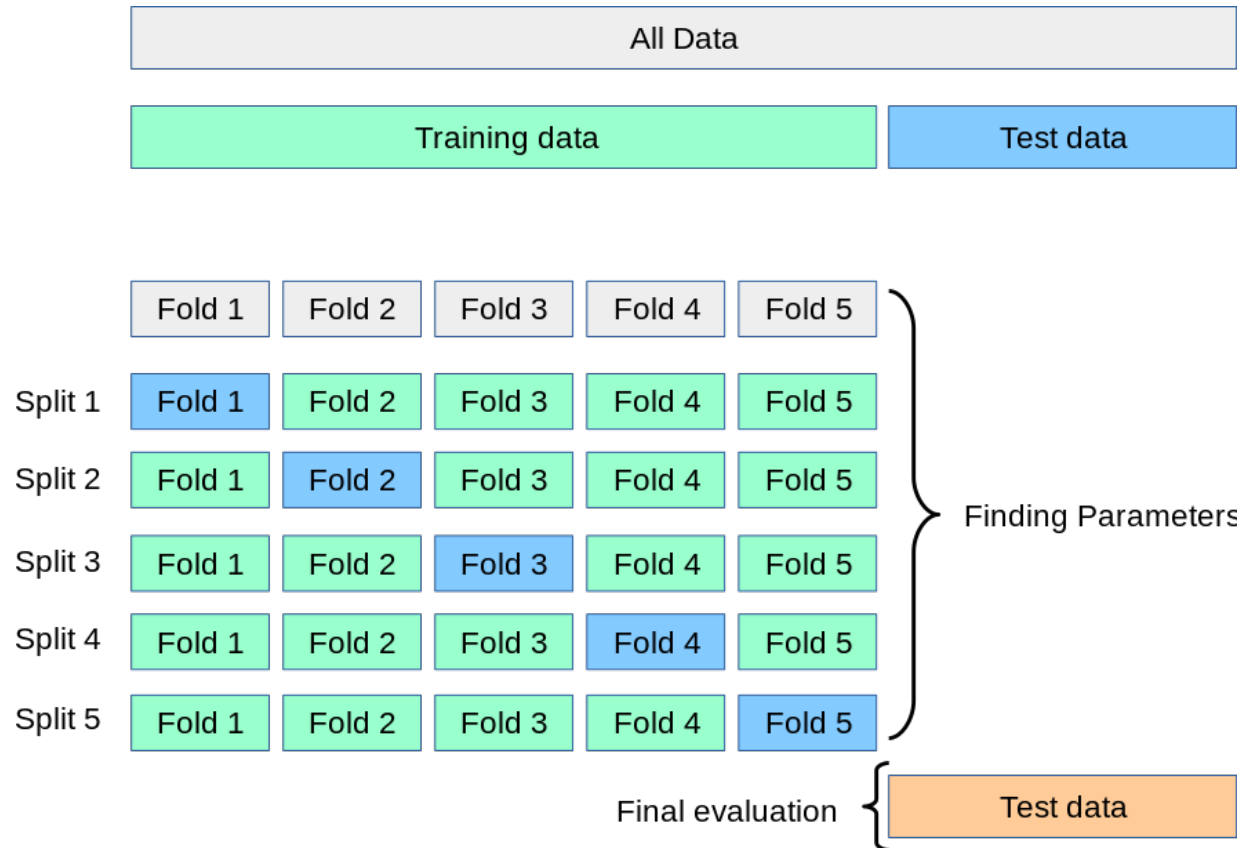 All Data
Training data Test data
Fold 1 Fold 2 Fold 3 Fold 4 Fold 5
Split 1 Fold 1 Fold 2 Fold 3 Fold 4 Fold 5
Split 2 Fold 1 Fold 2 Fold 3 Fold 4 Fold 5
Finding Parameters
Split 3 Fold 1 Fold 2 Fold 3 Fold 4 Fold 5
Split 4 Fold 1 Fold 2 Fold 3 Fold 4 Fold 5
Split 5 Fold 1 Fold 2 Fold 3 Fold 4 Fold 5
Final evaluation Test data